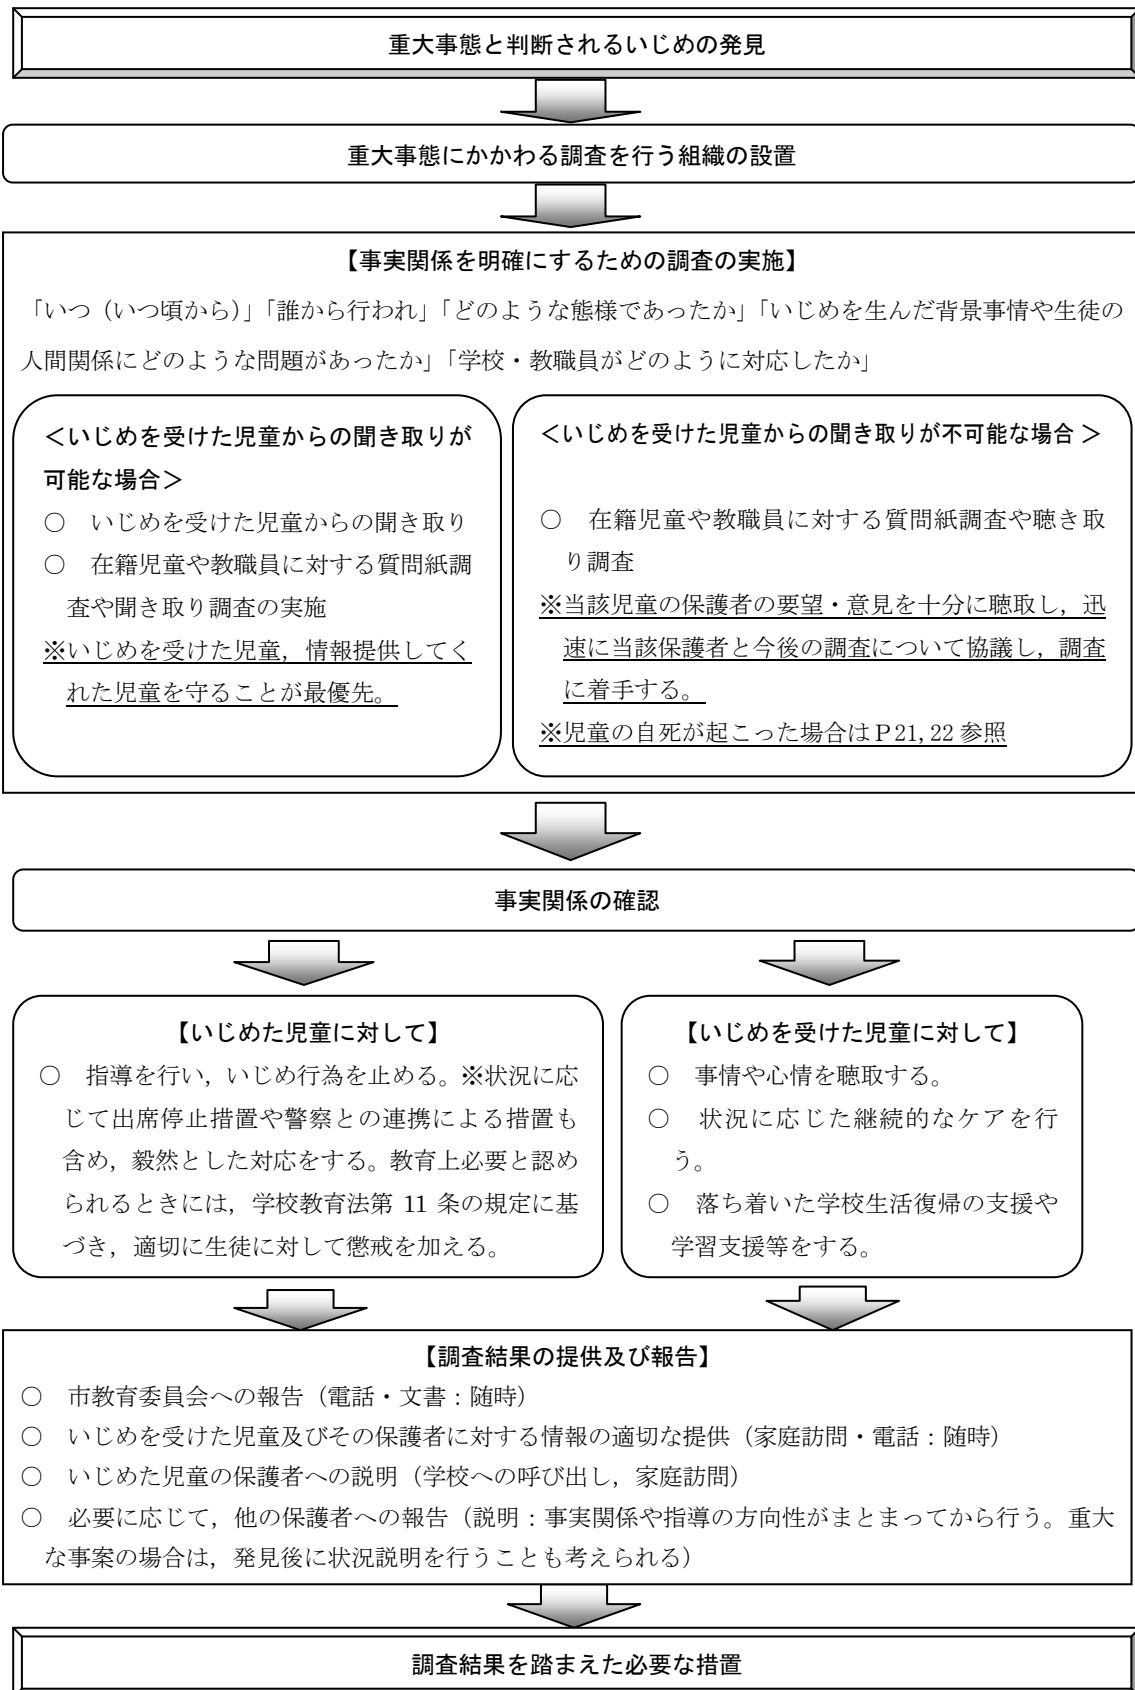 重大事態と判断されるいじめの発見
重大事態にかかわる調査を行う組織の設置
【事実関係を明確にするための調査の実施】
「いつ（いつ頃から）」「誰から行われ」「どのような態様であったか」「いじめを生んだ背景事情や生徒の
人間関係にどのような問題があったか」「学校・教職員がどのように対応したか」
＜いじめを受けた児童からの聞き取りが
可能な場合＞
○　いじめを受けた児童からの聞き取り
○　在籍児童や教職員に対する質問紙調
査や聞き取り調査の実施
※いじめを受けた児童，情報提供してく
れた児童を守ることが最優先。
＜いじめを受けた児童からの聞き取りが不可能な場合 ＞
○　在籍児童や教職員に対する質問紙調査や聴き取
り調査
※当該児童の保護者の要望・意見を十分に聴取し，迅
速に当該保護者と今後の調査について協議し，調査
に着手する。
※児童の自死が起こった場合はＰ21,22 参照
事実関係の確認
【いじめた児童に対して】
○　指導を行い，いじめ行為を止める。※状況に応
じて出席停止措置や警察との連携による措置も
含め，毅然とした対応をする。教育上必要と認め
られるときには，学校教育法第 11 条の規定に基
づき，適切に生徒に対して懲戒を加える。
【いじめを受けた児童に対して】
○　事情や心情を聴取する。
○　状況に応じた継続的なケアを行
う。
○　落ち着いた学校生活復帰の支援や
学習支援等をする。
【調査結果の提供及び報告】
○　市教育委員会への報告（電話・文書：随時）
○　いじめを受けた児童及びその保護者に対する情報の適切な提供（家庭訪問・電話：随時）
○　いじめた児童の保護者への説明（学校への呼び出し，家庭訪問）
○　必要に応じて，他の保護者への報告（説明：事実関係や指導の方向性がまとまってから行う。重大
な事案の場合は，発見後に状況説明を行うことも考えられる）
調査結果を踏まえた必要な措置